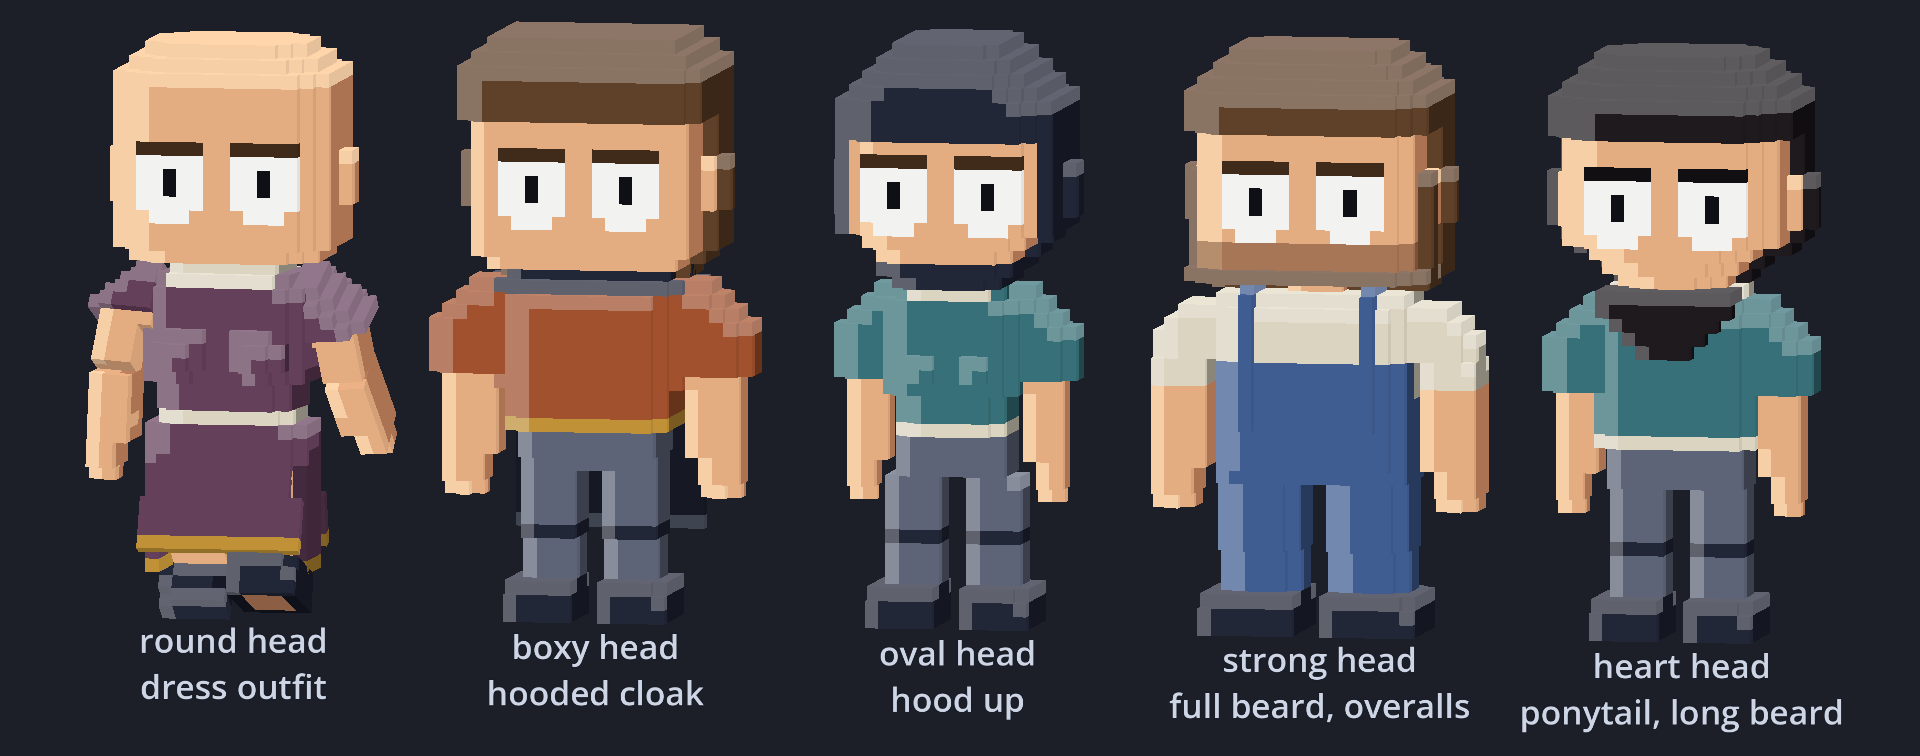 round head
dress outfit
boxy head
hooded cloak
oval head
hood up
strong head
full beard, overalls
heart head
ponytail, long beard